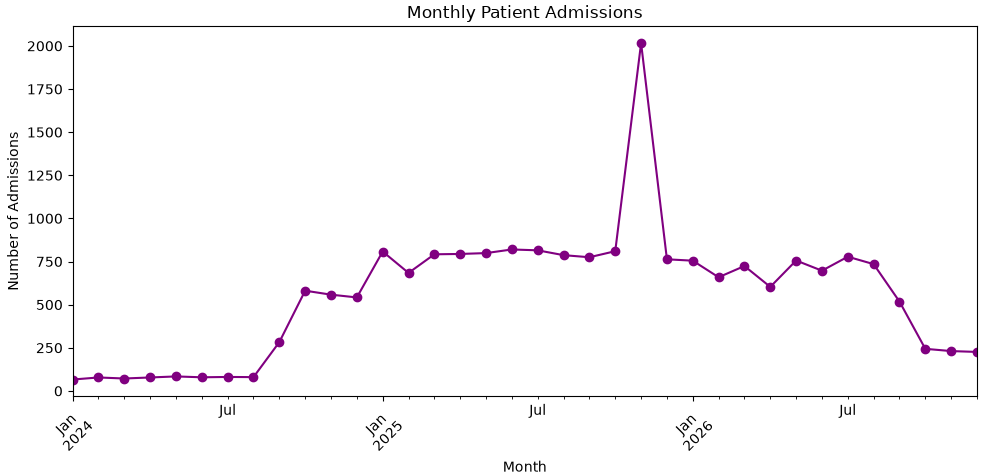 Monthly Patient Admissions
Number of Admissions
2000
1750
1500
1250
1000
750
500
250
0
Jan
2024
Jul
Jan
2025
Jul
Jan
2026
Jul
Month